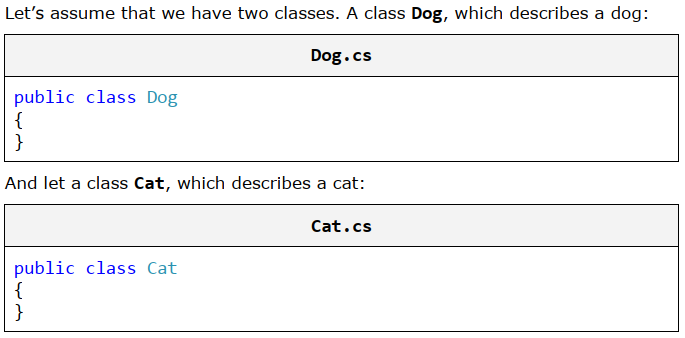 Let’s assume that we have two classes. A class Dog, which describes a dog:
Dog.cs
public class Dog
{
}
And let a class Cat, which describes a cat:
Cat.cs
public class Cat
{
}